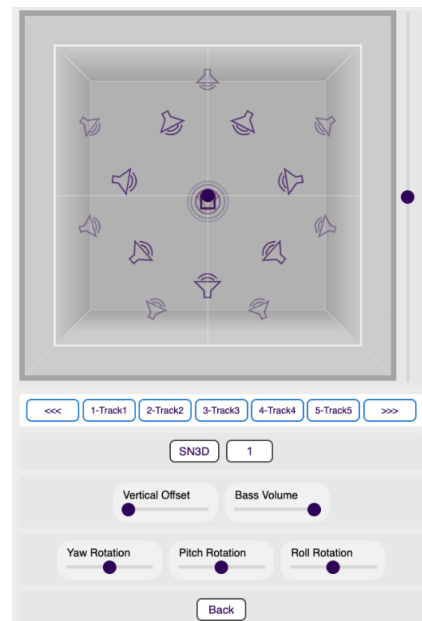 <<< 1-Track1 2-Track2 3-Track3 4-Track4 5-Track5 >>>
SN3D 1
Vertical Offset Bass Volume
Yaw Rotation Pitch Rotation Roll Rotation
Back